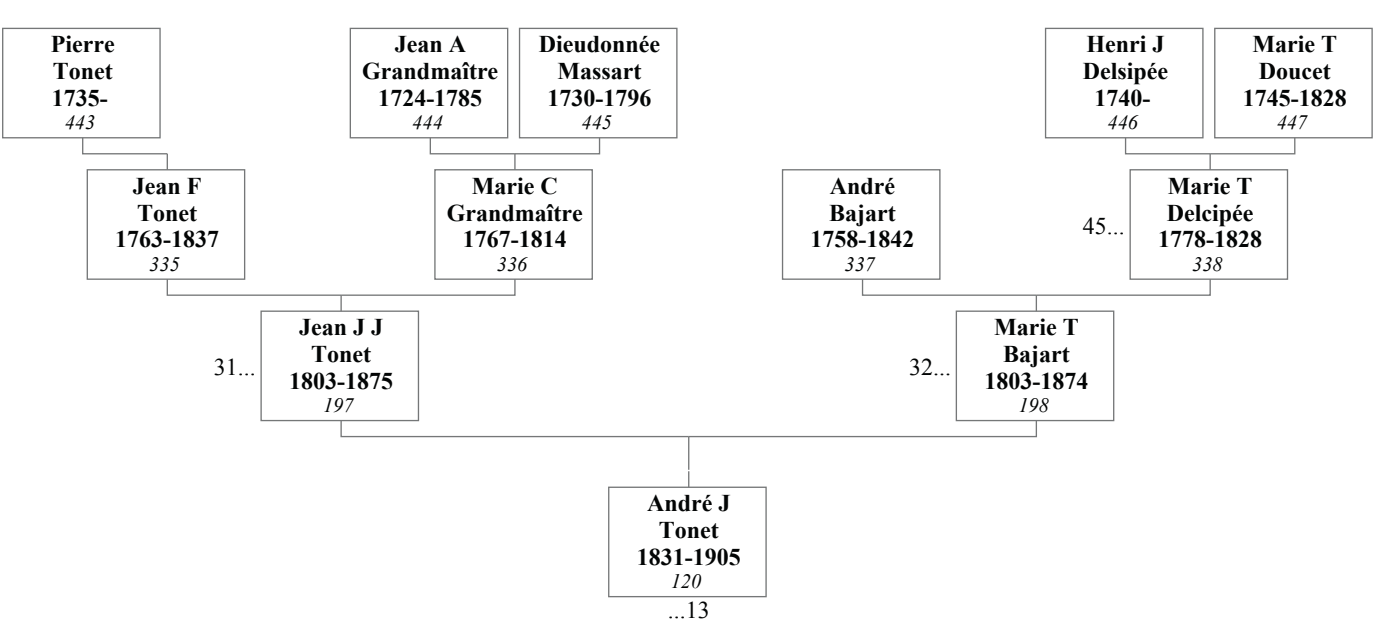 Pierre
Tonet
1735-
443
Jean A
Grandmaître
1724-1785
444
Dieudonnée
Massart
1730-1796
445
Henri J
Delsipée
1740-
446
Marie T
Doucet
1745-1828
447
Jean F
Tonet
1763-1837
335
Marie C
Grandmaître
1767-1814
336
André
Bajart
1758-1842
337
45...
Marie T
Delcipée
1778-1828
338
31...
Jean J J
Tonet
1803-1875
197
32...
Marie T
Bajart
1803-1874
198
André J
Tonet
1831-1905
120
...13